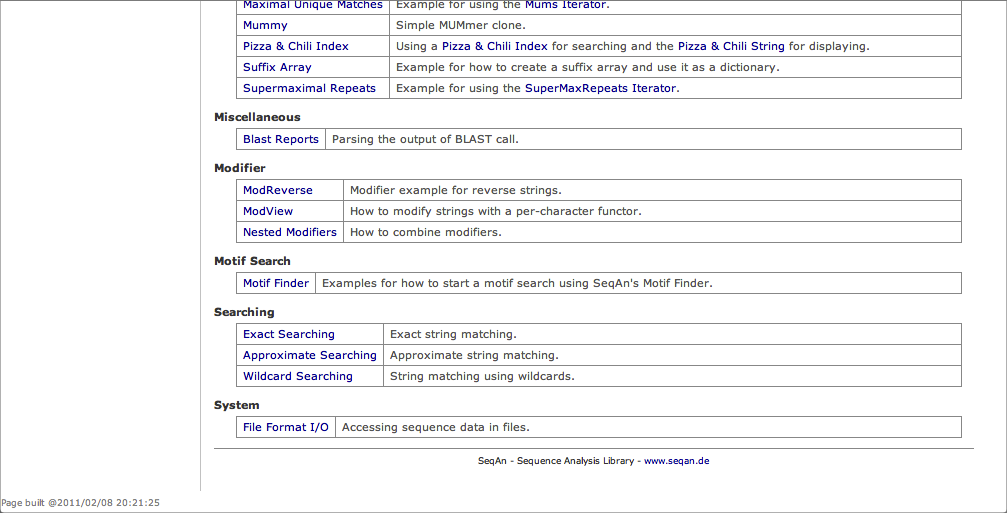 Maximal Unique Matches Example for using the Mums Iterator.
Mummy Simple MUMmer clone.
Pizza & Chili Index Using a Pizza & Chili Index for searching and the Pizza & Chili String for displaying.
Suffix Array Example for how to create a suffix array and use it as a dictionary.
Supermaximal Repeats Example for using the SuperMaxRepeats Iterator.
Miscellaneous
Blast Reports Parsing the output of BLAST call.
Modifier
ModReverse Modifier example for reverse strings.
ModView How to modify strings with a per-character functor.
Nested Modifiers How to combine modifiers.
Motif Search
Motif Finder Examples for how to start a motif search using SeqAn's Motif Finder.
Searching
Exact Searching Exact string matching.
Approximate Searching Approximate string matching.
Wildcard Searching String matching using wildcards.
System
File Format I/O Accessing sequence data in files.
SeqAn - Sequence Analysis Library - www.seqan.de
Page built @2011/02/08 20:21:25